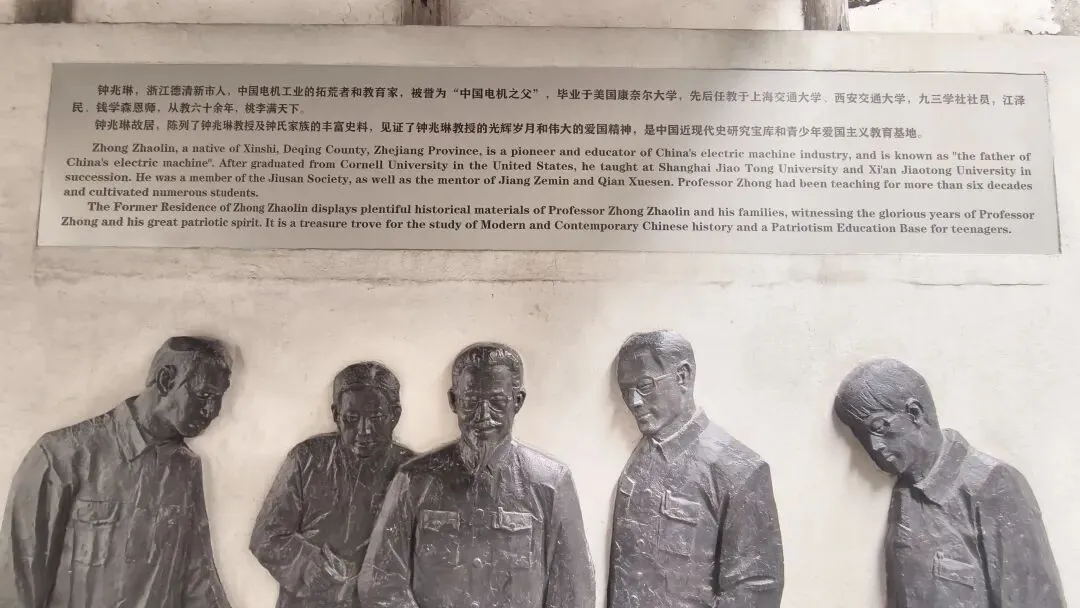 钟兆琳，浙江德清新市人，中国电机工业的拓荒者和教育家，被誉为“中国电机之父”，毕业于美国康奈尔大学，先后任教于上海交通大学、西安交通大学，九三学社社员，江泽
民、钱学森恩师，从教六十余年，桃李满天下。
钟兆琳故居，陈列了钟兆琳教授及钟氏家族的丰富史料，见证了钟兆琳教授的光辉岁月和伟大的爱国精神，是中国近现代史研究宝库和青少年爱国主义教育基地。
Zhong Zhaolin, a native of Xinshi, Deqing County, Zhejiang Province, is a pioneer and educator of China's electric machine industry, and is known as "the father of
China's electric machine". After graduated from Cornell University in the United States, he taught at Shanghai Jiao Tong University and Xi'an Jiaotong University in
succession. He was a member of the Jiusan Society, as well as the mentor of Jiang Zemin and Qian Xuesen. Professor Zhong had been teaching for more than six decades
and cultivated numerous students.
The Former Residence of Zhong Zhaolin displays plentiful historical materials of Professor Zhong Zhaolin and his families, witnessing the glorious years of Professor
Zhong and his great patriotic spirit. It is a treasure trove for the study of Modern and Contemporary Chinese history and a Patriotism Education Base for teenagers.